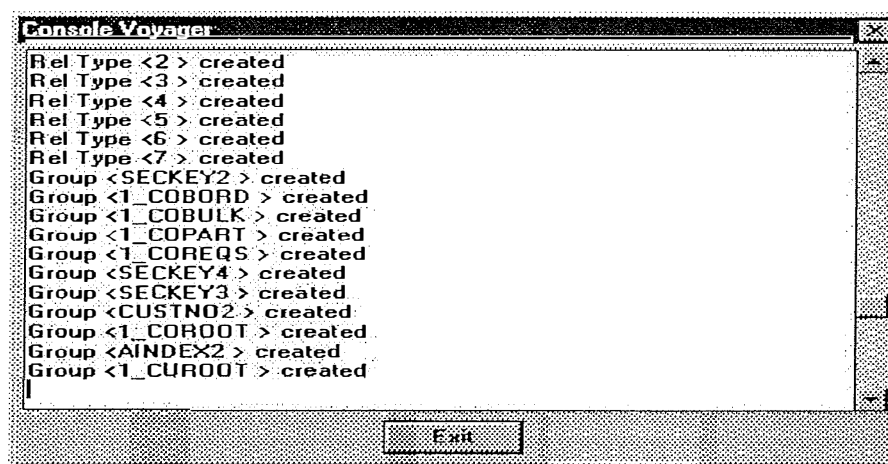 Console Voyager
Rel Type <2 > created
Rel Type <3 > created
Rel Type <4 > created
Rel Type <5 > created
Rel Type <6 > created
Rel Type <7 > created
Group <SECKEY2 > created
Group <1_COBORD > created
Group <1_COBULK > created
Group <1_COPART > created
Group <1_COREQS > created
Group <SECKEY4 > created
Group <SECKEY3 > created
Group <CUSTNO2 > created
Group <1_COROOT > created
Group <AINDEX2 > created
Group <1_CUROOT > created
Exit